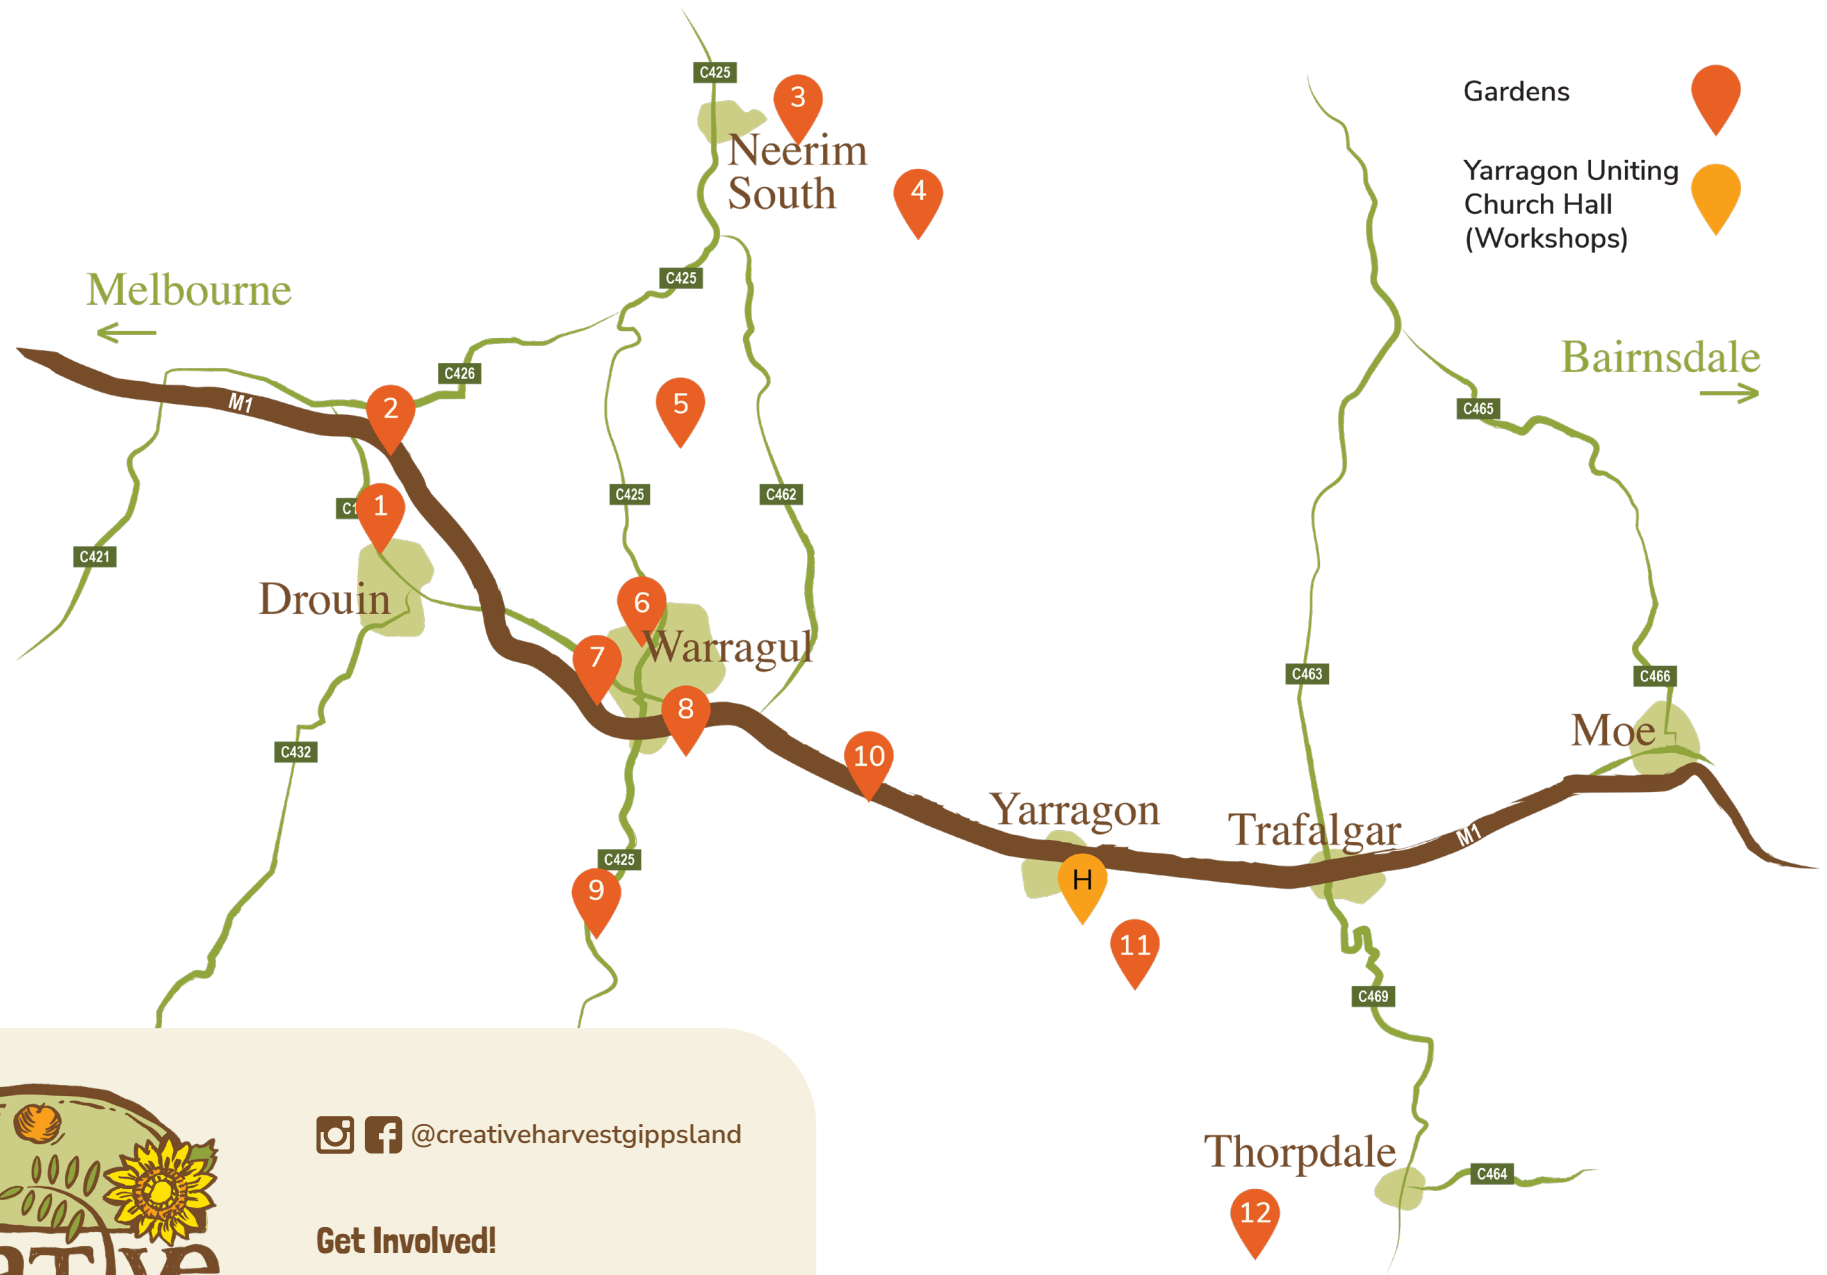 C425
3
Gardens
Neerim
South
Yarragon Uniting
Church Hall
(Workshops)
4
C425
Melbourne
Bairnsdale
C426
M1
2
5
C465
C425
C462
1
C421
Drouin
6
Warragul
7
C463
C466
8
Moe
C432
10
Yarragon
Trafalgar
M1
C425
H
9
11
C469
@creativeharvestgippsland
Thorpdale
C464
12
Get Involved!